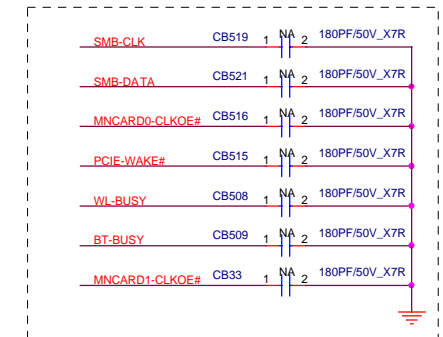 SMB-CLK CB519 1 NA 2 180PF/50V_X7R
SMB-DATA CB521 1 NA 2 180PF/50V_X7R
MNCARD0-CLKOE# CB516 1 NA 2 180PF/50V_X7R
PCIE-WAKE# CB515 1 NA 2 180PF/50V_X7R
WL-BUSY CB508 1 NA 2 180PF/50V_X7R
BT-BUSY CB509 1 NA 2 180PF/50V_X7R
MNCARD1-CLKOE# CB33 1 NA 2 180PF/50V_X7R